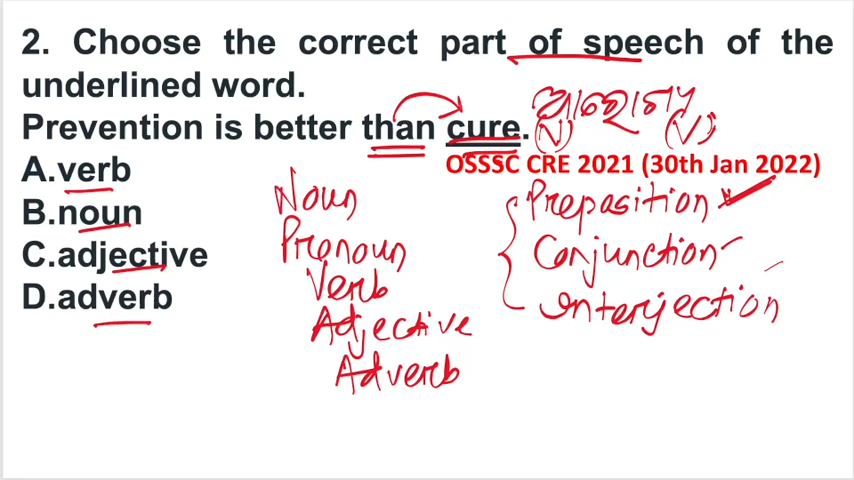 2. Choose the correct part of speech of the
underlined word.
Prevention is better than cure.
ଆରୋଗ୍ୟ
(N) (V)
OSSSC CRE 2021 (30th Jan 2022)
A.verb
B.noun
C.adjective
D.adverb
Noun
Pronoun
Verb
Adjective
Adverb
Preposition
Conjunction
Interjection